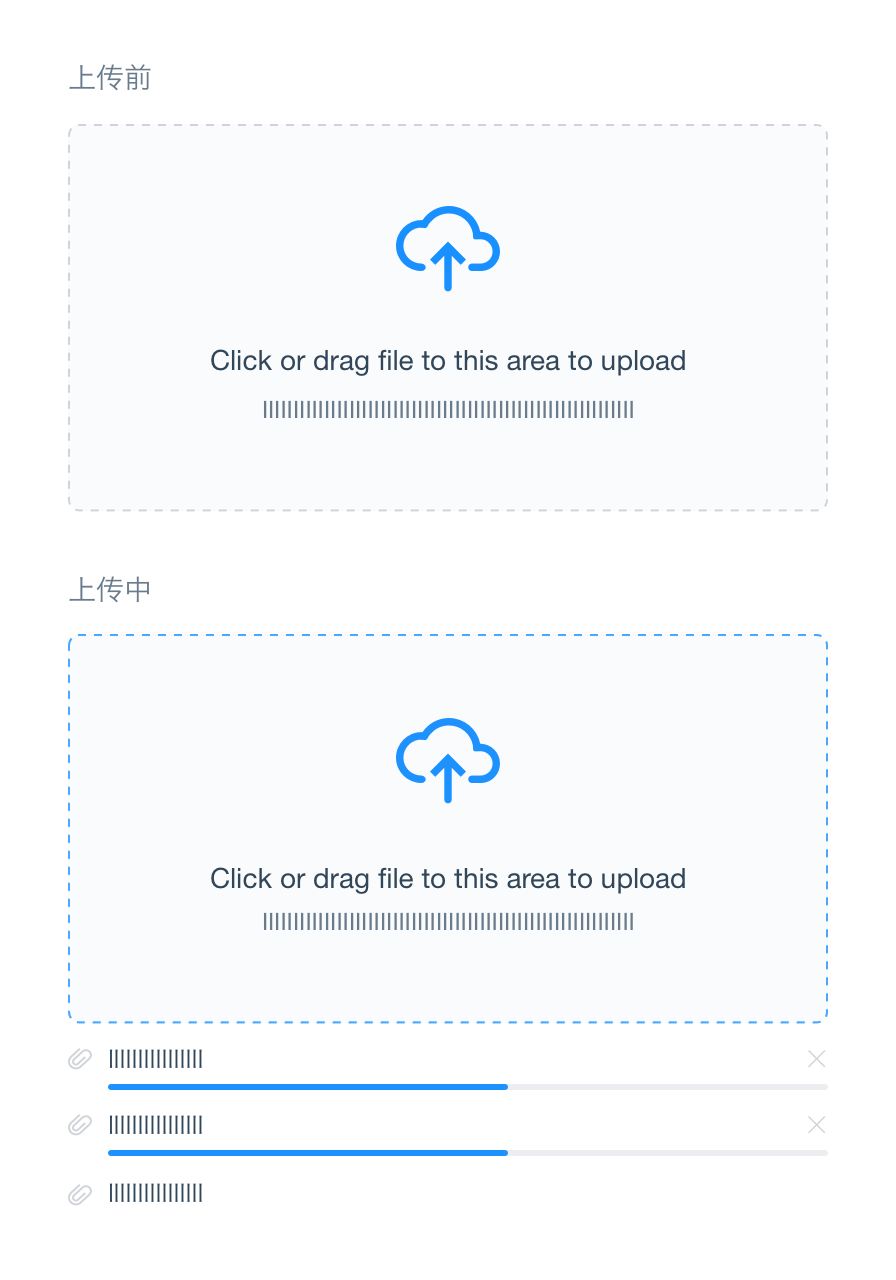 上传前
Click or drag file to this area to upload
上传中
Click or drag file to this area to upload